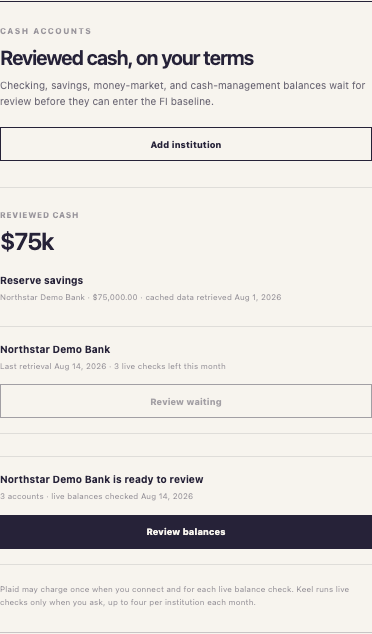 CASH ACCOUNTS
Reviewed cash, on your terms
Checking, savings, money-market, and cash-management balances wait for
review before they can enter the FI baseline.
Add institution
REVIEWED CASH
$75k
Reserve savings
Northstar Demo Bank · $75,000.00 · cached data retrieved Aug 1, 2026
Northstar Demo Bank
Last retrieval Aug 14, 2026 · 3 live checks left this month
Review waiting
Northstar Demo Bank is ready to review
3 accounts · live balances checked Aug 14, 2026
Review balances
Plaid may charge once when you connect and for each live balance check. Keel runs live
checks only when you ask, up to four per institution each month.